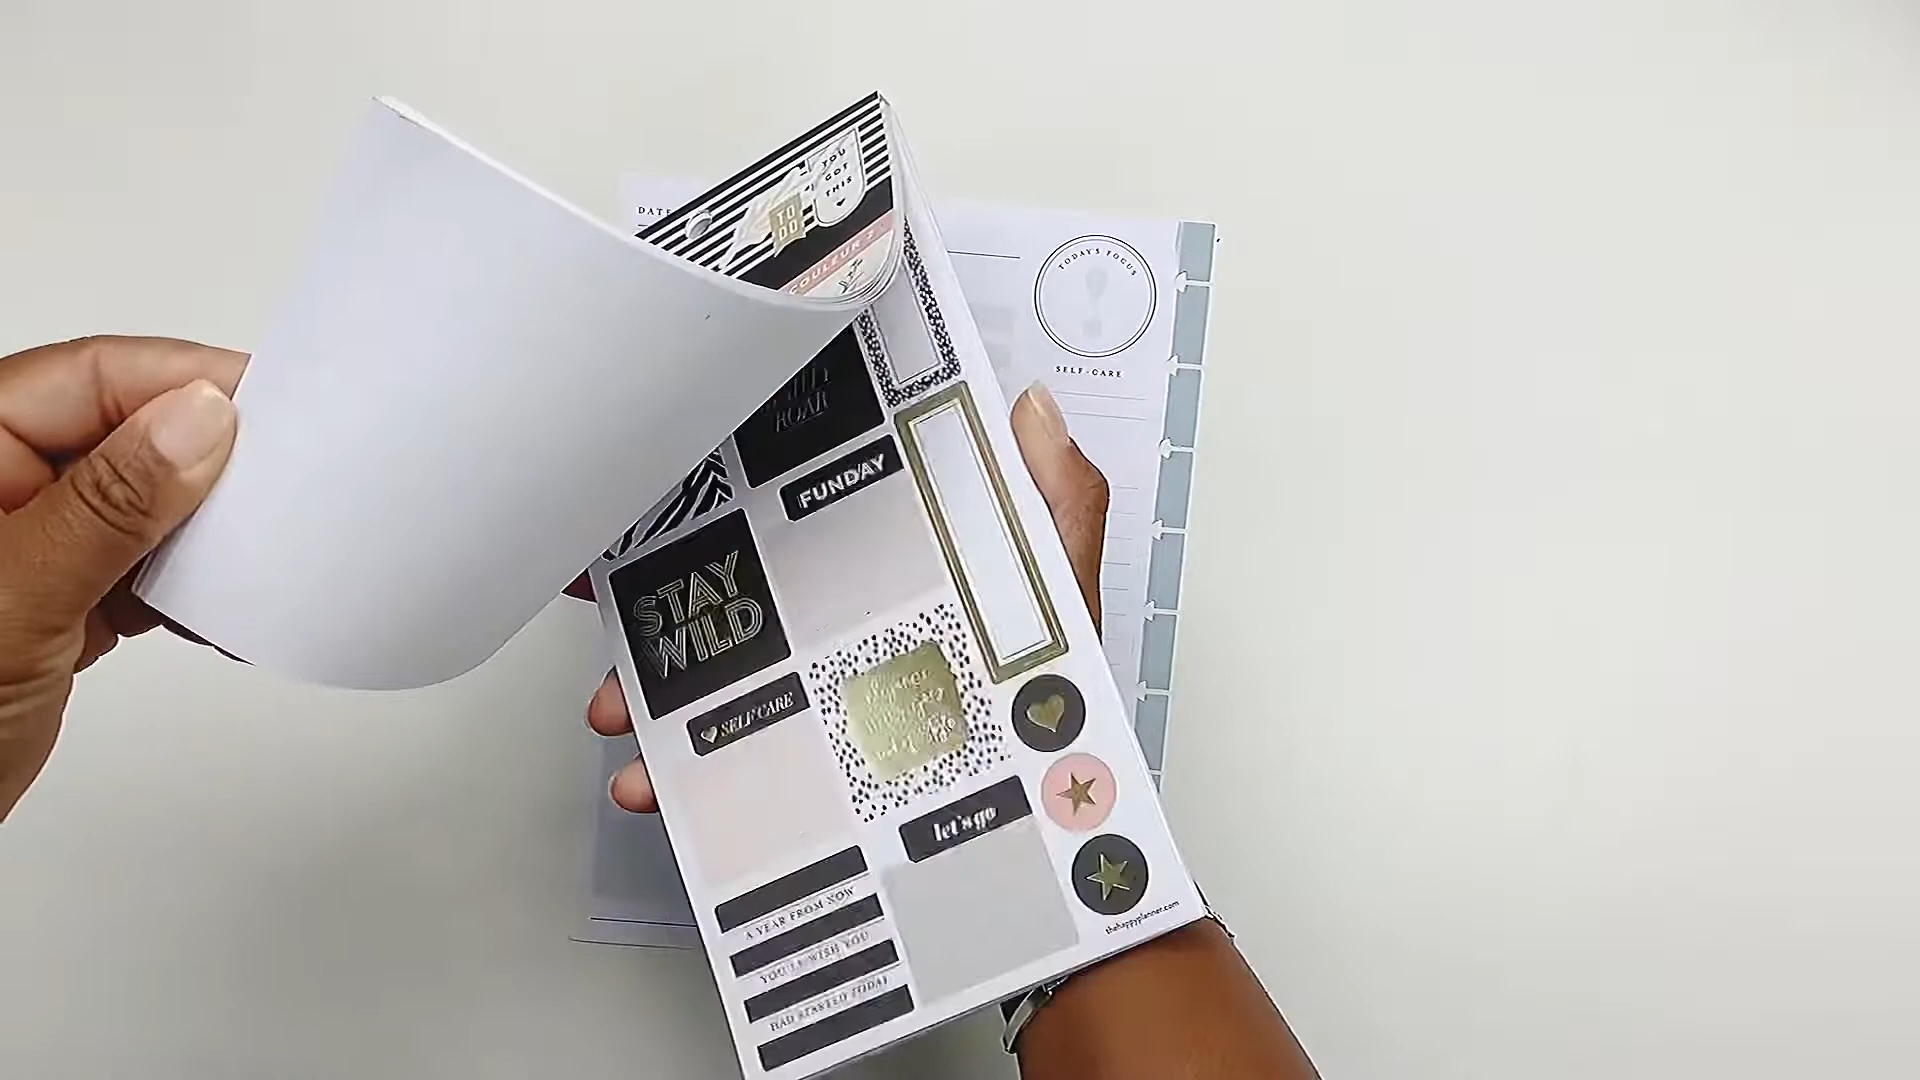 DATE
YOU
GOT
THIS
TO
DO
COULEUR
TODAY'S FOCUS
SELF-CARE
ROAR
FUNDAY
STAY
WILD
SELF CARE
let's go
A YEAR FROM NOW
YOU'LL WISH YOU
HAD STARTED TODAY
thehappyplanner.com